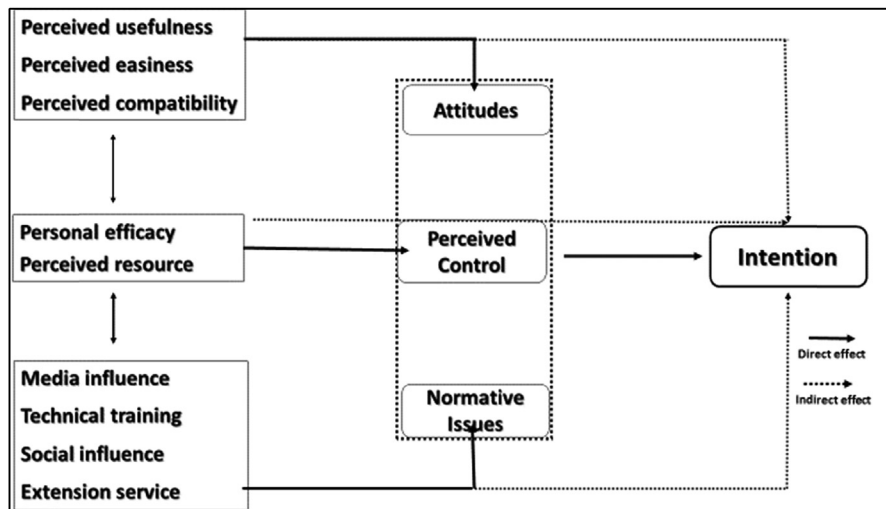 Perceived usefulness
Perceived easiness
Perceived compatibility
Attitudes
Personal efficacy
Perceived resource
Perceived
Control
Intention
Media influence
Technical training
Social influence
Extension service
Normative
Issues
Direct effect
Indirect effect